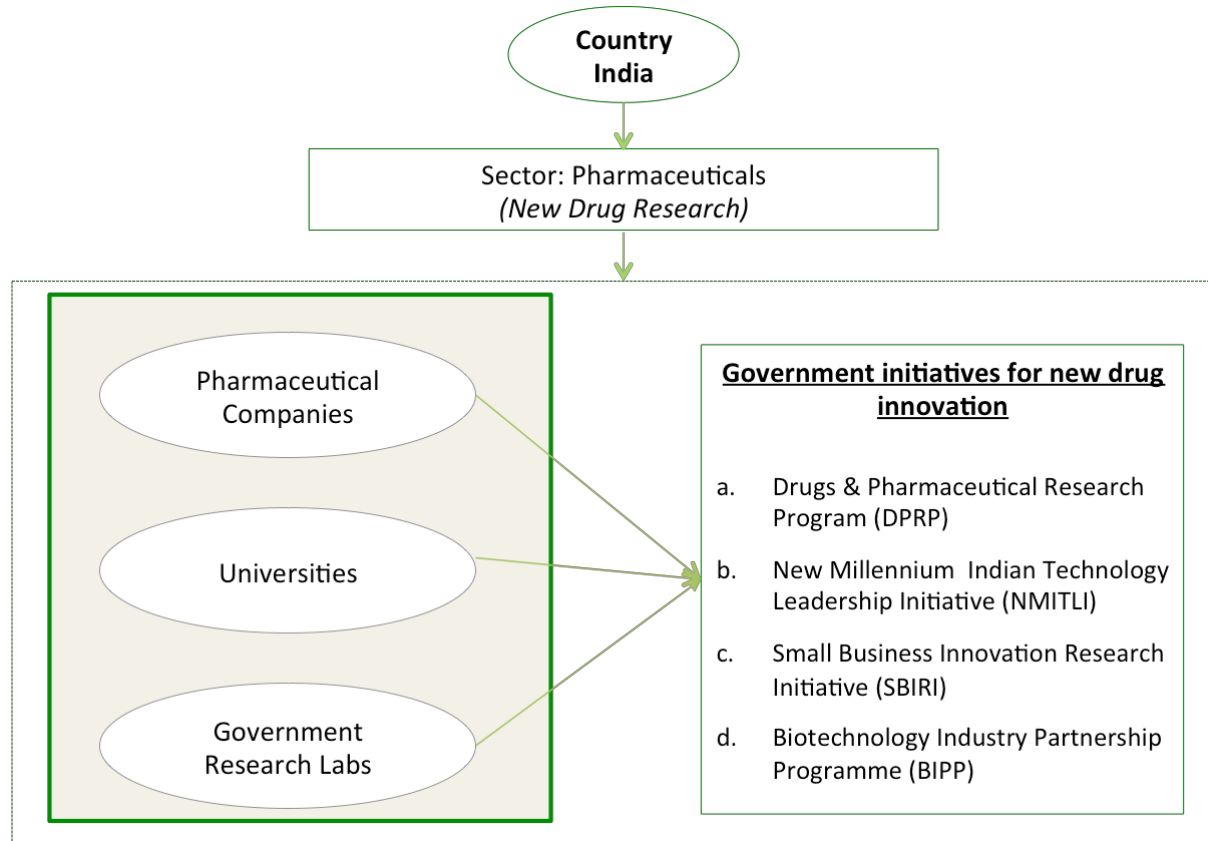 Country
India
Sector: Pharmaceuticals
(New Drug Research)
Pharmaceutical
Companies
Universities
Government
Research Labs
Government initiatives for new drug
innovation
a. Drugs & Pharmaceutical Research
Program (DPRP)
b. New Millennium Indian Technology
Leadership Initiative (NMITLI)
c. Small Business Innovation Research
Initiative (SBIRI)
d. Biotechnology Industry Partnership
Programme (BIPP)